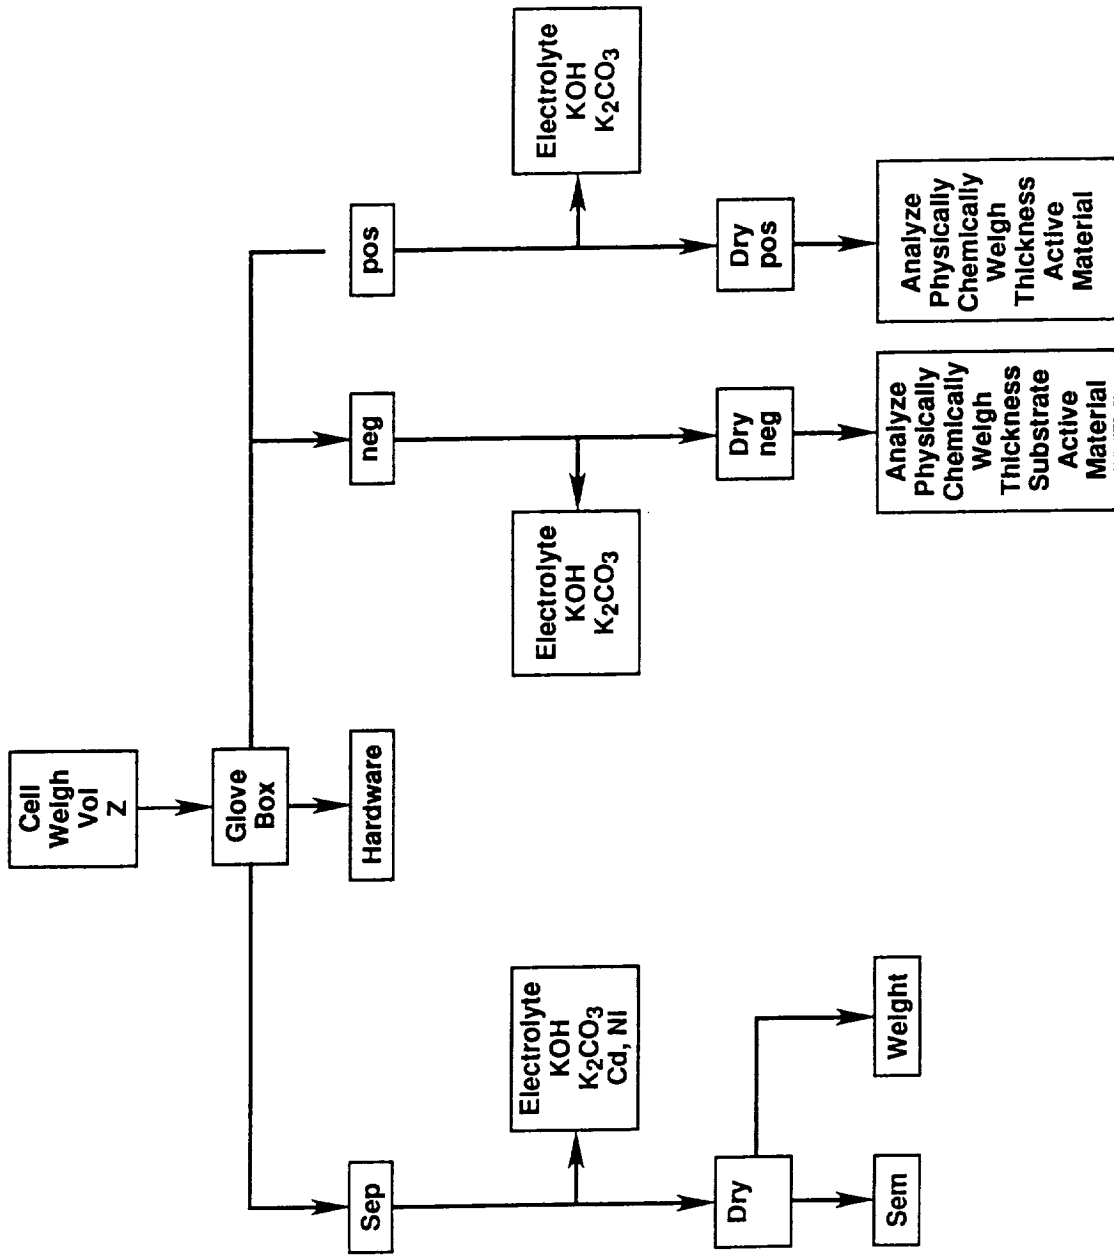 Cell
Weigh
Vol
Z
Glove
Box
Sep
Hardware
neg
pos
Electrolyte
KOH
K₂CO₃
Cd, Ni
Electrolyte
KOH
K₂CO₃
Electrolyte
KOH
K₂CO₃
Dry
Dry
neg
Dry
pos
Sem
Weight
Analyze
Physically
Chemically
Weigh
Thickness
Substrate
Active
Material
Analyze
Physically
Chemically
Weigh
Thickness
Active
Material